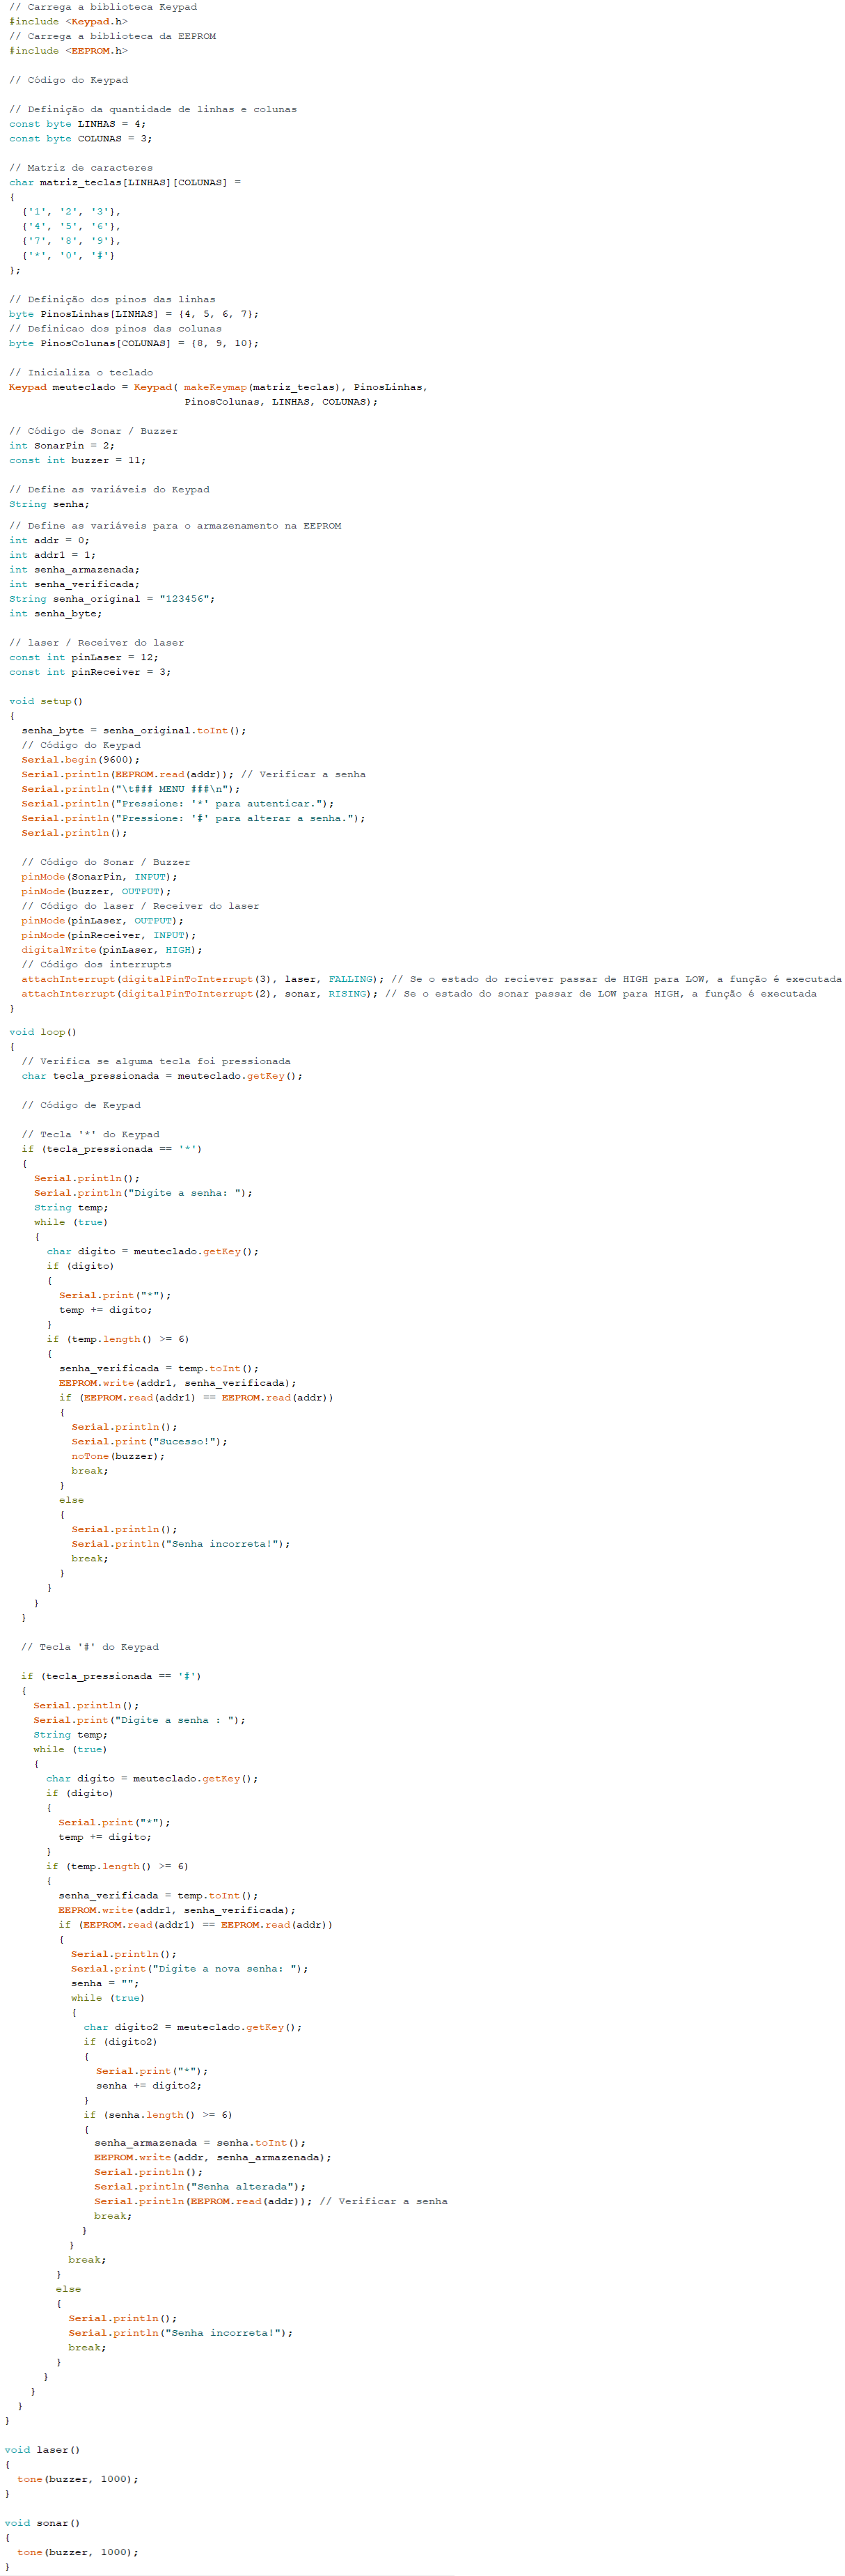 // Carrega a biblioteca Keypad
#include <Keypad.h>
// Carrega a biblioteca da EEPROM
#include <EEPROM.h>

// Código do Keypad

// Definição da quantidade de linhas e colunas
const byte LINHAS = 4;
const byte COLUNAS = 3;

// Matriz de caracteres
char matriz_teclas[LINHAS][COLUNAS] =
{
  {'1', '2', '3'},
  {'4', '5', '6'},
  {'7', '8', '9'},
  {'*', '0', '#'}
};

// Definição dos pinos das linhas
byte PinosLinhas[LINHAS] = {4, 5, 6, 7};
// Definicao dos pinos das colunas
byte PinosColunas[COLUNAS] = {8, 9, 10};

// Inicializa o teclado
Keypad meuteclado = Keypad( makeKeymap(matriz_teclas), PinosLinhas,
                            PinosColunas, LINHAS, COLUNAS);

// Código de Sonar / Buzzer
int SonarPin = 2;
const int buzzer = 11;

// Define as variáveis do Keypad
String senha;
// Define as variáveis para o armazenamento na EEPROM
int addr = 0;
int addr1 = 1;
int senha_armazenada;
int senha_verificada;
String senha_original = "123456";
int senha_byte;

// laser / Receiver do laser
const int pinLaser = 12;
const int pinReceiver = 3;

void setup()
{
  senha_byte = senha_original.toInt();
  // Código do Keypad
  Serial.begin(9600);
  Serial.println(EEPROM.read(addr)); // Verificar a senha
  Serial.println("\t### MENU ###\n");
  Serial.println("Pressione: '*' para autenticar.");
  Serial.println("Pressione: '#' para alterar a senha.");
  Serial.println();

  // Código do Sonar / Buzzer
  pinMode(SonarPin, INPUT);
  pinMode(buzzer, OUTPUT);
  // Código do laser / Receiver do laser
  pinMode(pinLaser, OUTPUT);
  pinMode(pinReceiver, INPUT);
  digitalWrite(pinLaser, HIGH);
  // Código dos interrupts
  attachInterrupt(digitalPinToInterrupt(3), laser, FALLING); // Se o estado do reciever passar de HIGH para LOW, a função é executada
  attachInterrupt(digitalPinToInterrupt(2), sonar, RISING); // Se o estado do sonar passar de LOW para HIGH, a função é executada
}
void loop()
{
  // Verifica se alguma tecla foi pressionada
  char tecla_pressionada = meuteclado.getKey();

  // Código de Keypad

  // Tecla '*' do Keypad
  if (tecla_pressionada == '*')
  {
    Serial.println();
    Serial.println("Digite a senha: ");
    String temp;
    while (true)
    {
      char digito = meuteclado.getKey();
      if (digito)
      {
        Serial.print("*");
        temp += digito;
      }
      if (temp.length() >= 6)
      {
        senha_verificada = temp.toInt();
        EEPROM.write(addr1, senha_verificada);
        if (EEPROM.read(addr1) == EEPROM.read(addr))
        {
          Serial.println();
          Serial.print("Sucesso!");
          noTone(buzzer);
          break;
        }
        else
        {
          Serial.println();
          Serial.println("Senha incorreta!");
          break;
        }
      }
    }
  }

  // Tecla '#' do Keypad

  if (tecla_pressionada == '#')
  {
    Serial.println();
    Serial.print("Digite a senha : ");
    String temp;
    while (true)
    {
      char digito = meuteclado.getKey();
      if (digito)
      {
        Serial.print("*");
        temp += digito;
      }
      if (temp.length() >= 6)
      {
        senha_verificada = temp.toInt();
        EEPROM.write(addr1, senha_verificada);
        if (EEPROM.read(addr1) == EEPROM.read(addr))
        {
          Serial.println();
          Serial.print("Digite a nova senha: ");
          senha = "";
          while (true)
          {
            char digito2 = meuteclado.getKey();
            if (digito2)
            {
              Serial.print("*");
              senha += digito2;
            }
            if (senha.length() >= 6)
            {
              senha_armazenada = senha.toInt();
              EEPROM.write(addr, senha_armazenada);
              Serial.println();
              Serial.println("Senha alterada");
              Serial.println(EEPROM.read(addr)); // Verificar a senha
              break;
            }
          }
          break;
        }
        else
        {
          Serial.println();
          Serial.println("Senha incorreta!");
          break;
        }
      }
    }
  }
}

void laser()
{
  tone(buzzer, 1000);
}

void sonar()
{
  tone(buzzer, 1000);
}